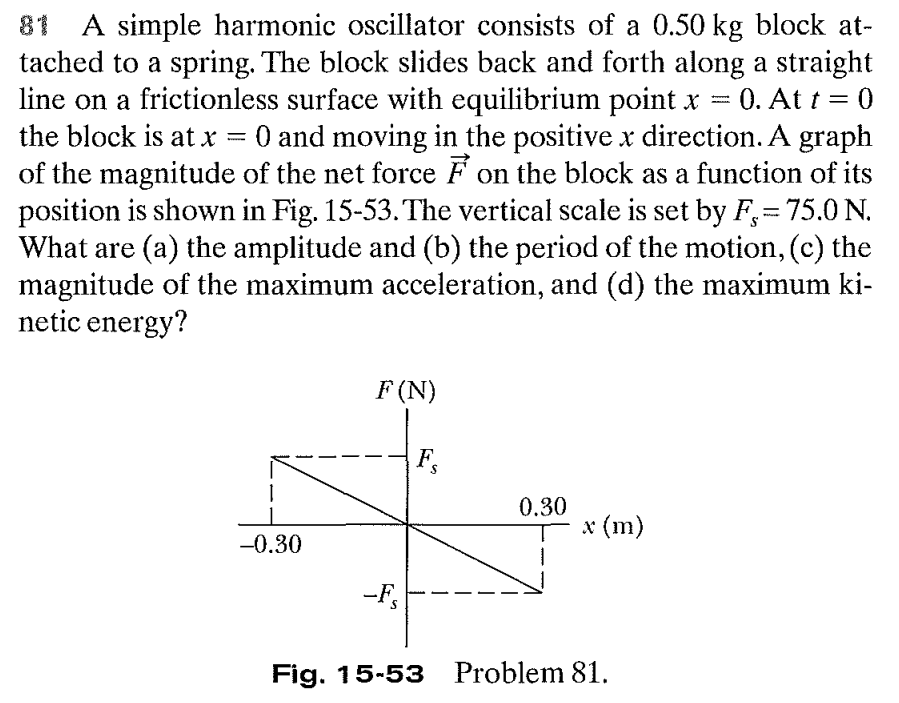 81 A simple harmonic oscillator consists of a 0.50 kg block at-
tached to a spring. The block slides back and forth along a straight
line on a frictionless surface with equilibrium point x = 0. At t = 0
the block is at x = 0 and moving in the positive x direction. A graph
of the magnitude of the net force F⃗ on the block as a function of its
position is shown in Fig. 15-53. The vertical scale is set by Fₛ = 75.0 N.
What are (a) the amplitude and (b) the period of the motion, (c) the
magnitude of the maximum acceleration, and (d) the maximum ki-
netic energy?
F (N)
Fₛ
0.30
x (m)
–0.30
–Fₛ
Fig. 15-53 Problem 81.